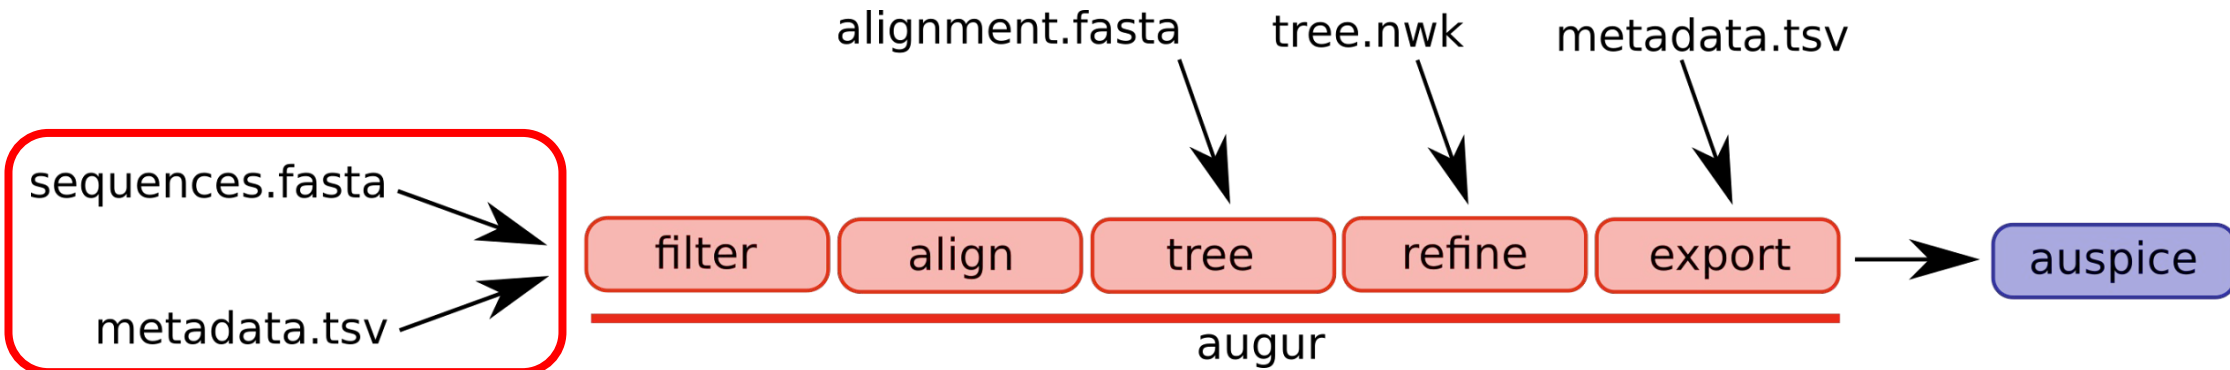 alignment.fasta tree.nwk metadata.tsv
sequences.fasta
filter align tree refine export auspice
metadata.tsv
augur